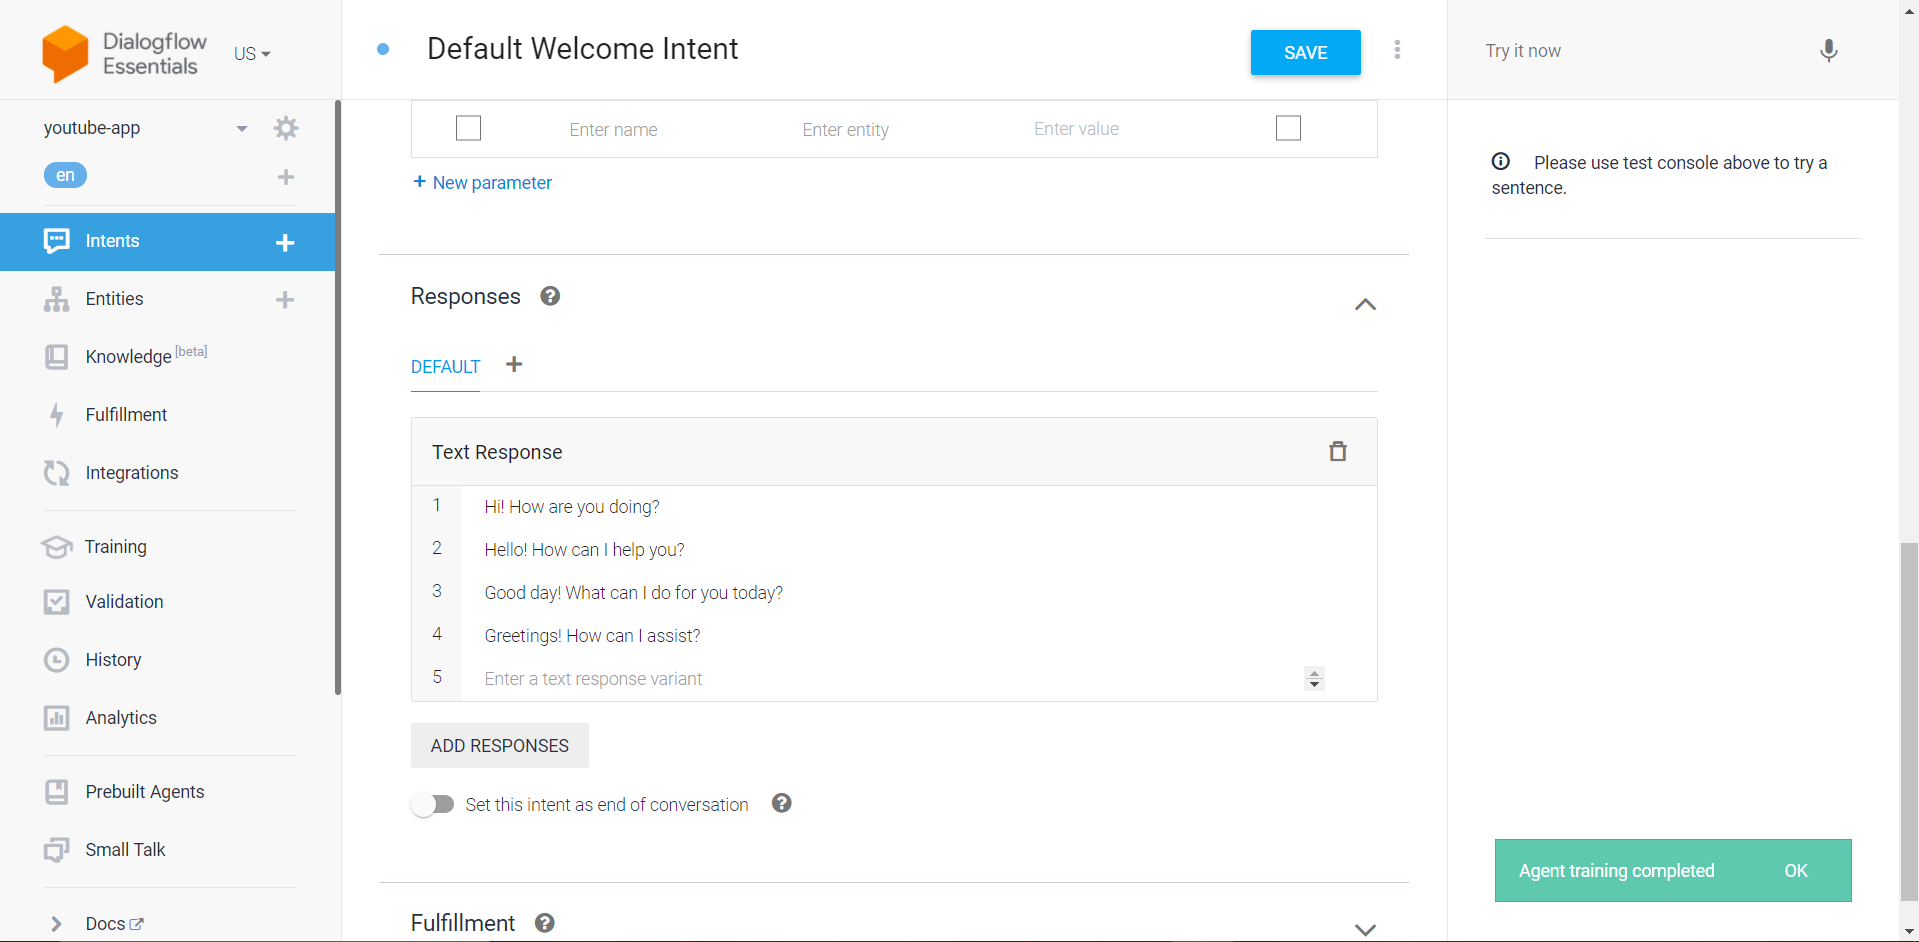 Dialogflow
Essentials
US
youtube-app
en
Intents
Entities
Knowledge [beta]
Fulfillment
Integrations
Training
Validation
History
Analytics
Prebuilt Agents
Small Talk
Docs
Default Welcome Intent
SAVE
Enter name Enter entity Enter value
+ New parameter
Responses
DEFAULT
Text Response
1 Hi! How are you doing?
2 Hello! How can I help you?
3 Good day! What can I do for you today?
4 Greetings! How can I assist?
5 Enter a text response variant
ADD RESPONSES
Set this intent as end of conversation
Fulfillment
Try it now
Please use test console above to try a
sentence.
Agent training completed OK